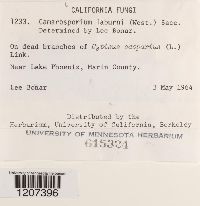 CALIFORNIA FUNGI
1233. Camarosporium laburni (West.) Sacc.
Determined by Lee Bonar.
On dead branches of Cytisus scoparius (L.)
Link.
Near Lake Phoenix, Marin County.
Lee Bonar 3 May 1964
Distributed by the
Herbarium, University of California, Berkeley
UNIVERSITY OF MINNESOTA HERBARIUM
645324
1207396